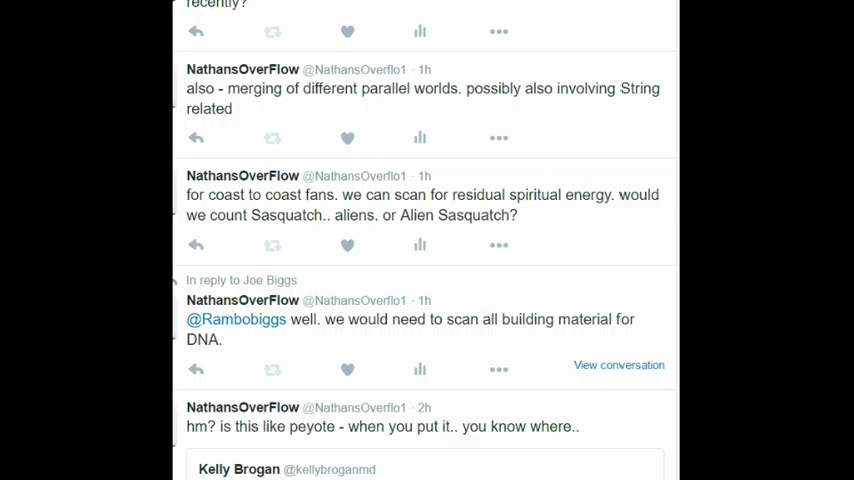 recently?
NathansOverFlow @NathansOverflo1 · 1h
also - merging of different parallel worlds. possibly also involving String
related
NathansOverFlow @NathansOverflo1 · 1h
for coast to coast fans. we can scan for residual spiritual energy. would
we count Sasquatch.. aliens. or Alien Sasquatch?
In reply to Joe Biggs
NathansOverFlow @NathansOverflo1 · 1h
@Rambobiggs well. we would need to scan all building material for
DNA.
View conversation
NathansOverFlow @NathansOverflo1 · 2h
hm? is this like peyote - when you put it.. you know where..
Kelly Brogan @kellybroganmd